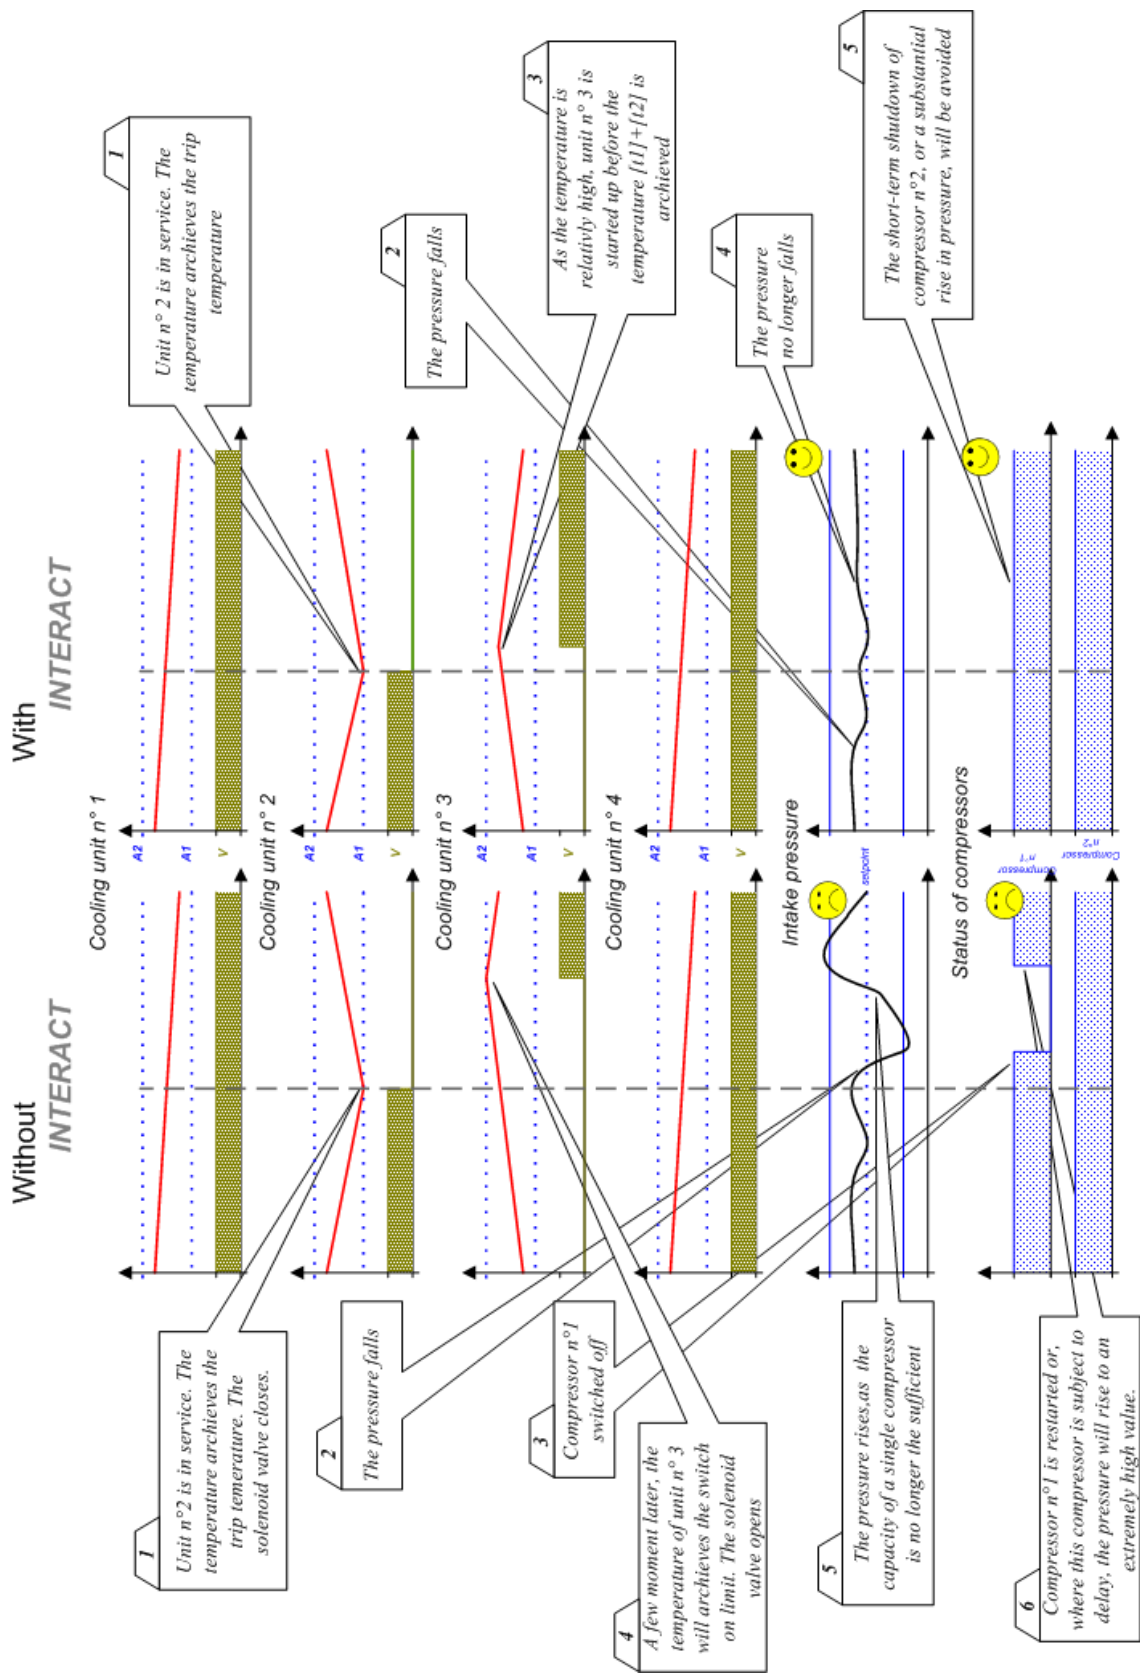 Without
INTERACT
With
INTERACT
1
Unit n°2 is in service. The
temperature archieves the
trip temerature. The
solenoid valve closes.
2
The pressure falls
3
Compressor n°1
switched off
4
A few moment later, the
temperature of unit n° 3
will archieves the switch
on limit. The solenoid
valve opens
5
The pressure rises,as the
capacity of a single compressor
is no longer the sufficient
6
Compressor n°1 is restarted or,
where this compressor is subject to
delay, the pressure will rise to an
extremely high value.
Cooling unit n° 1
A2
A1
V
Cooling unit n° 2
A2
A1
V
Cooling unit n° 3
A2
A1
V
Cooling unit n° 4
A2
A1
V
Intake pressure
setpoint
Status of compressors
Compressor
n°1
Compressor
n°2
1
Unit n° 2 is in service. The
temperature archieves the trip
temperature
2
The pressure falls
3
As the temperature is
relativly high, unit n° 3 is
started up before the
temperature [t1]+[t2] is
archieved
4
The pressure
no longer falls
5
The short-term shutdown of
compressor n°2, or a substantial
rise in pressure, will be avoided